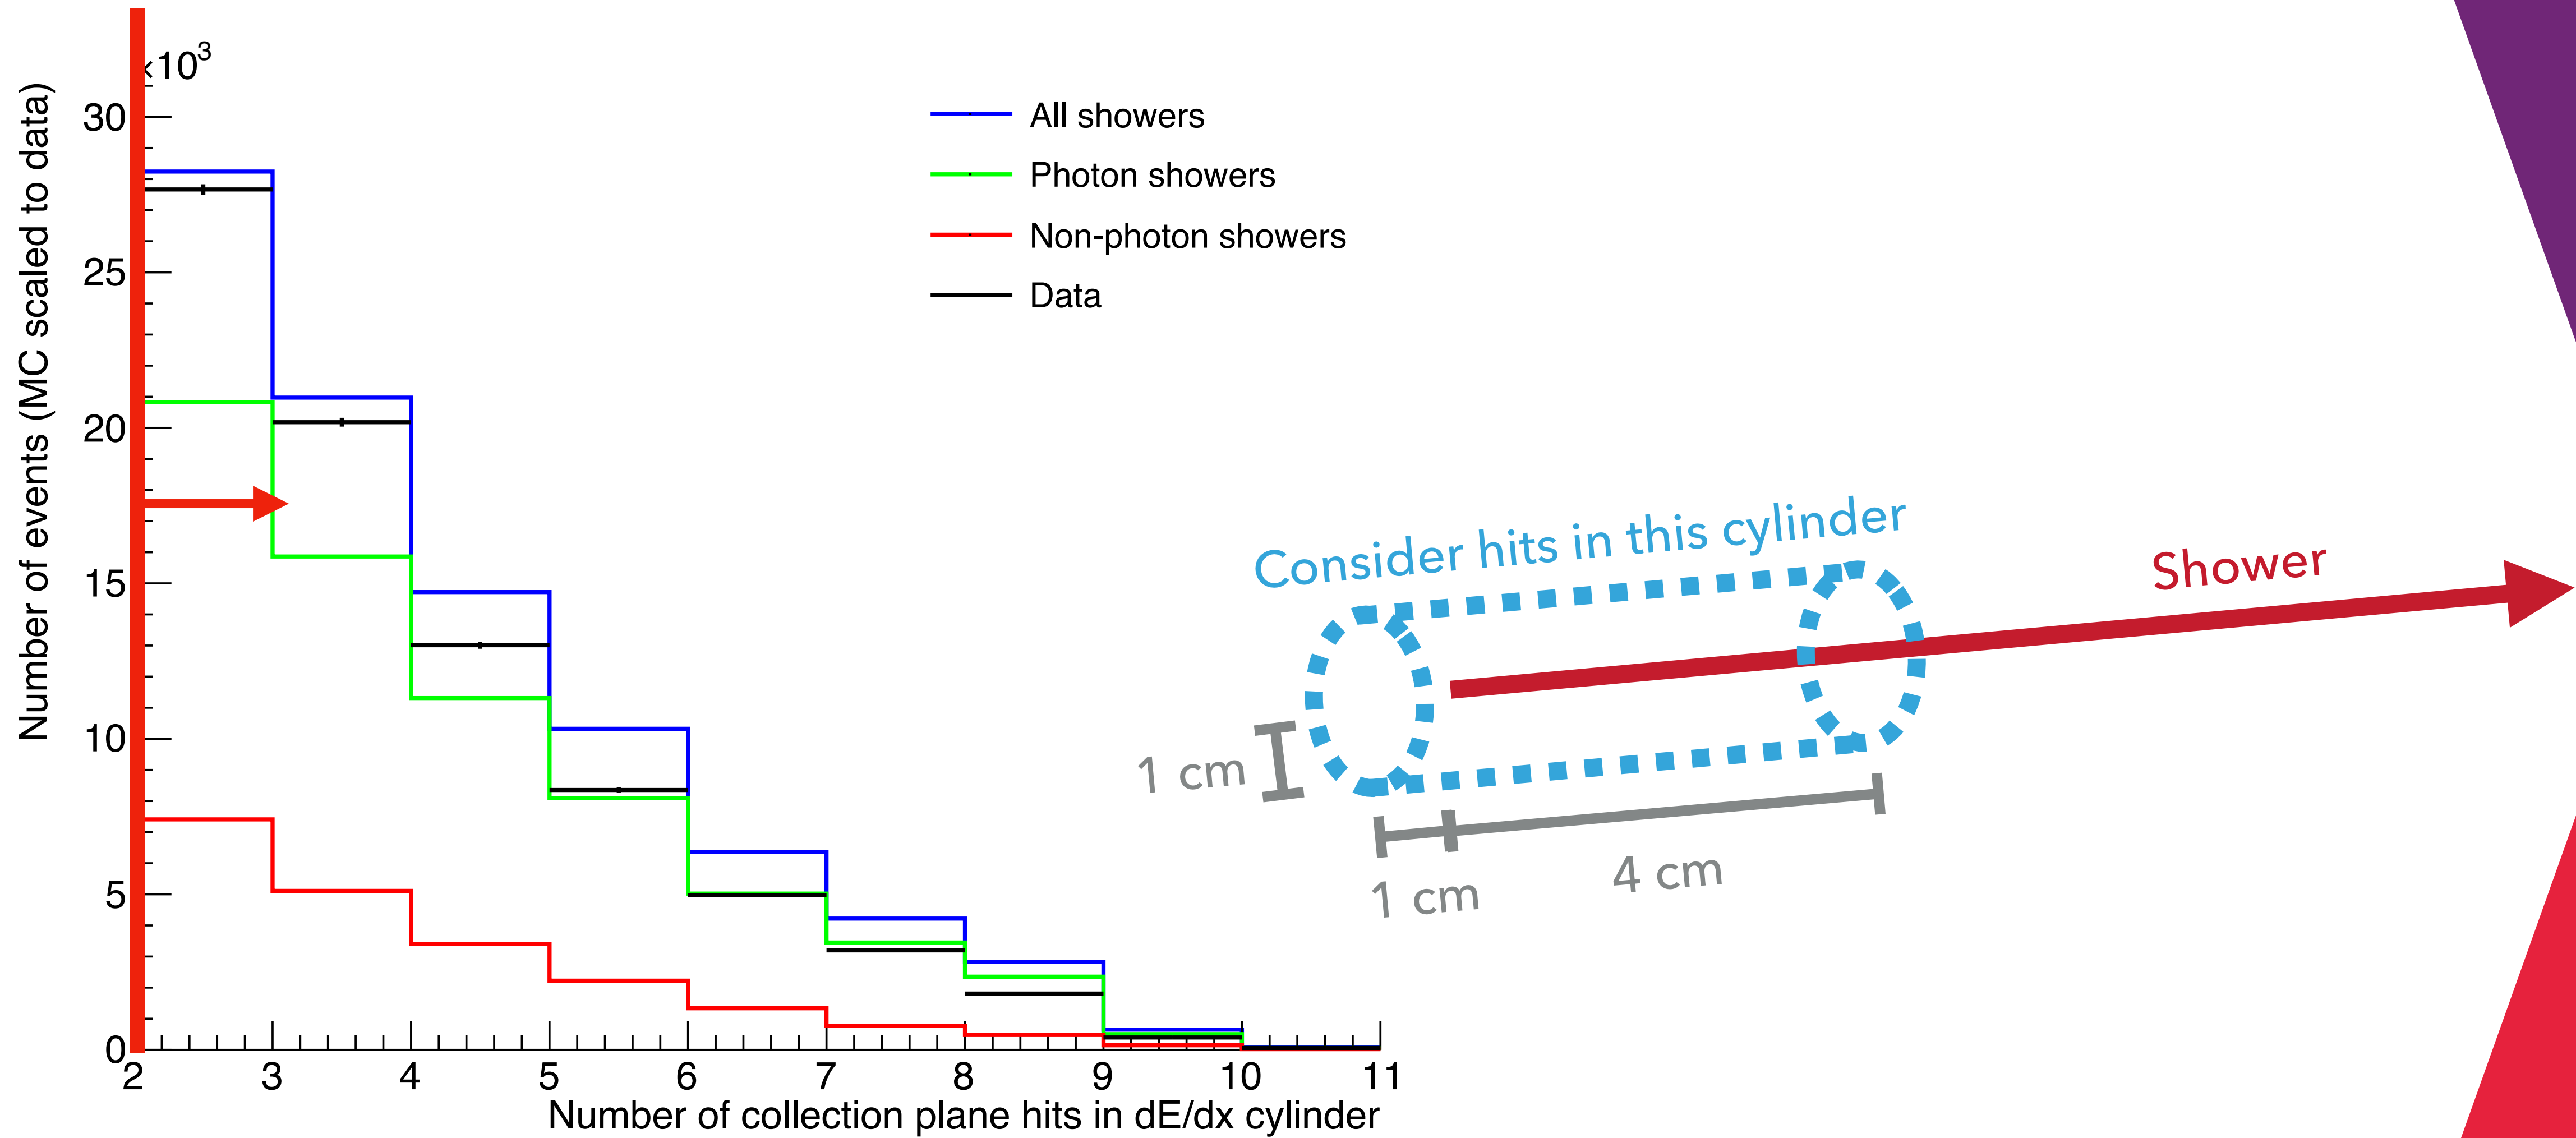 ×10³
Number of events (MC scaled to data)
30
25
20
15
10
5
0
2 3 4 5 6 7 8 9 10 11
Number of collection plane hits in dE/dx cylinder
All showers
Photon showers
Non-photon showers
Data
Consider hits in this cylinder
Shower
1 cm
1 cm
4 cm